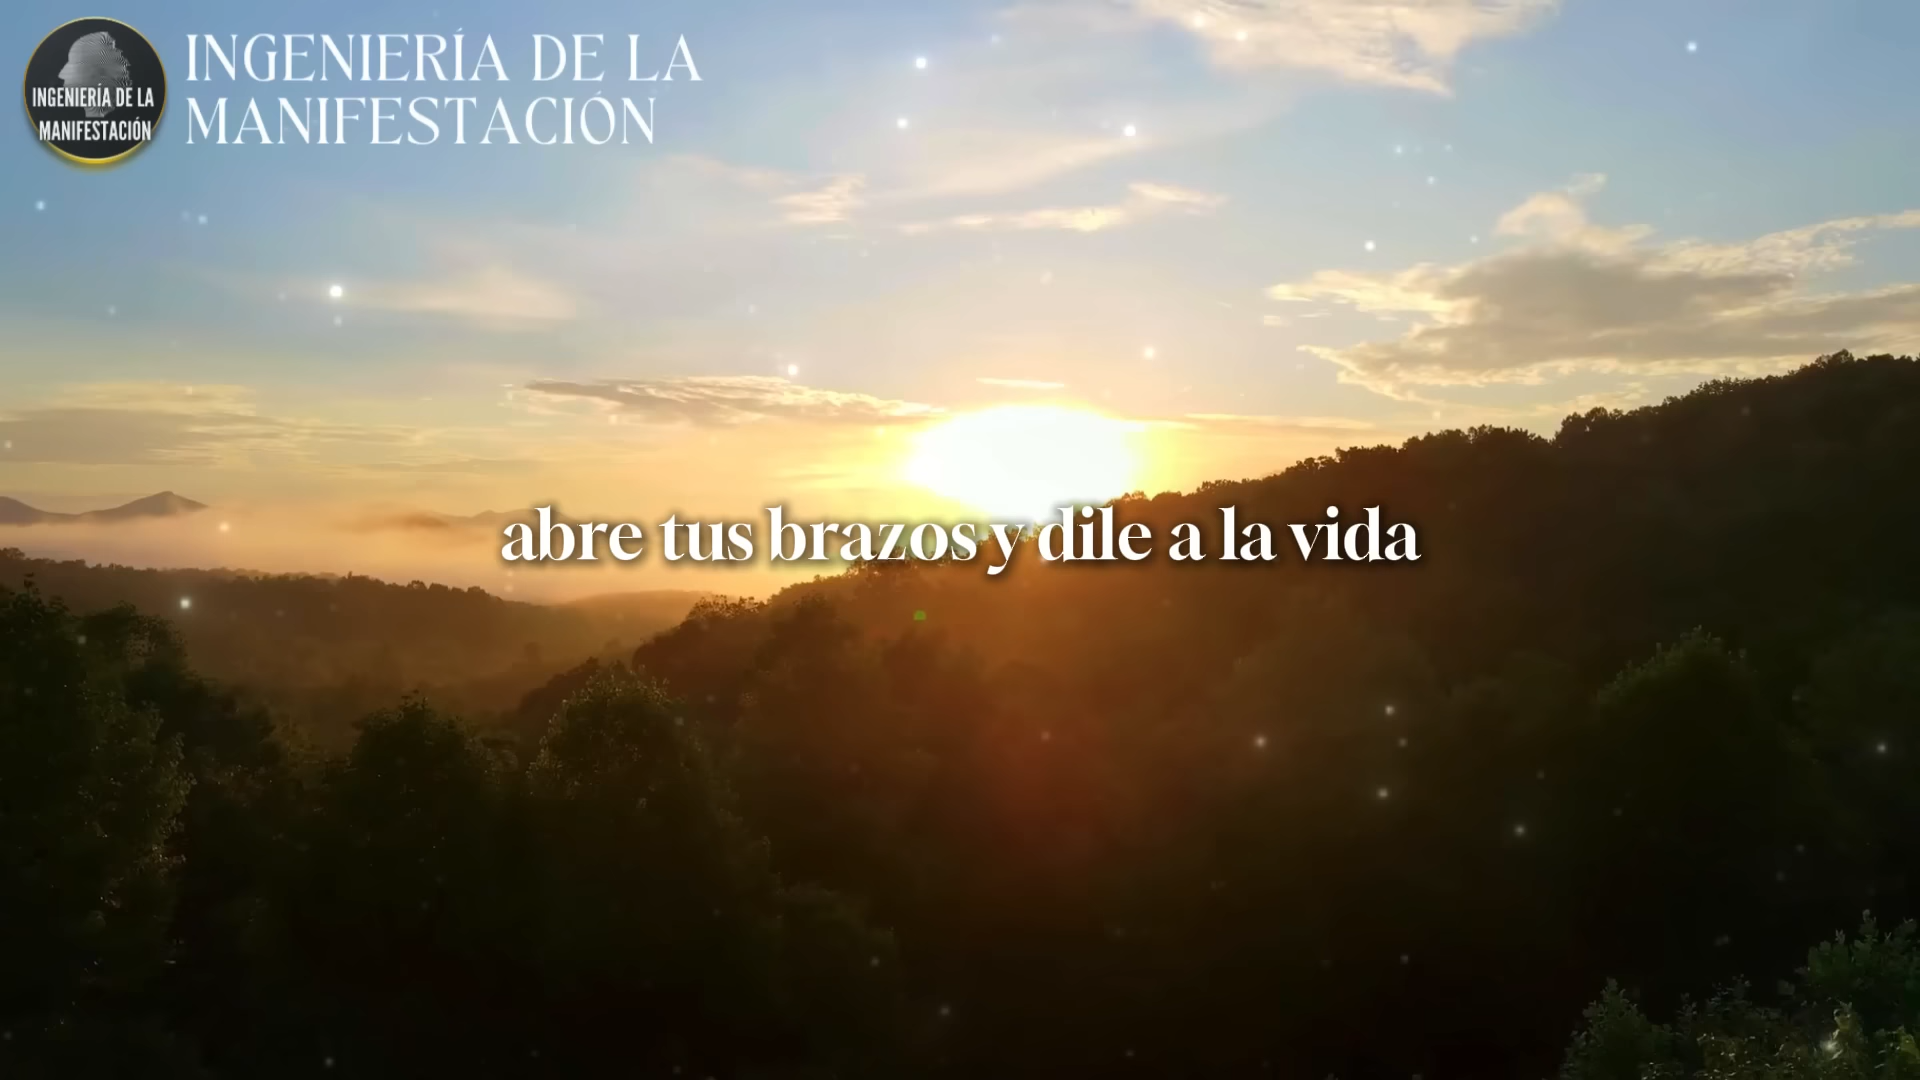 INGENIERÍA DE LA
MANIFESTACIÓN
INGENIERÍA DE LA
MANIFESTACIÓN
abre tus brazos y dile a la vida